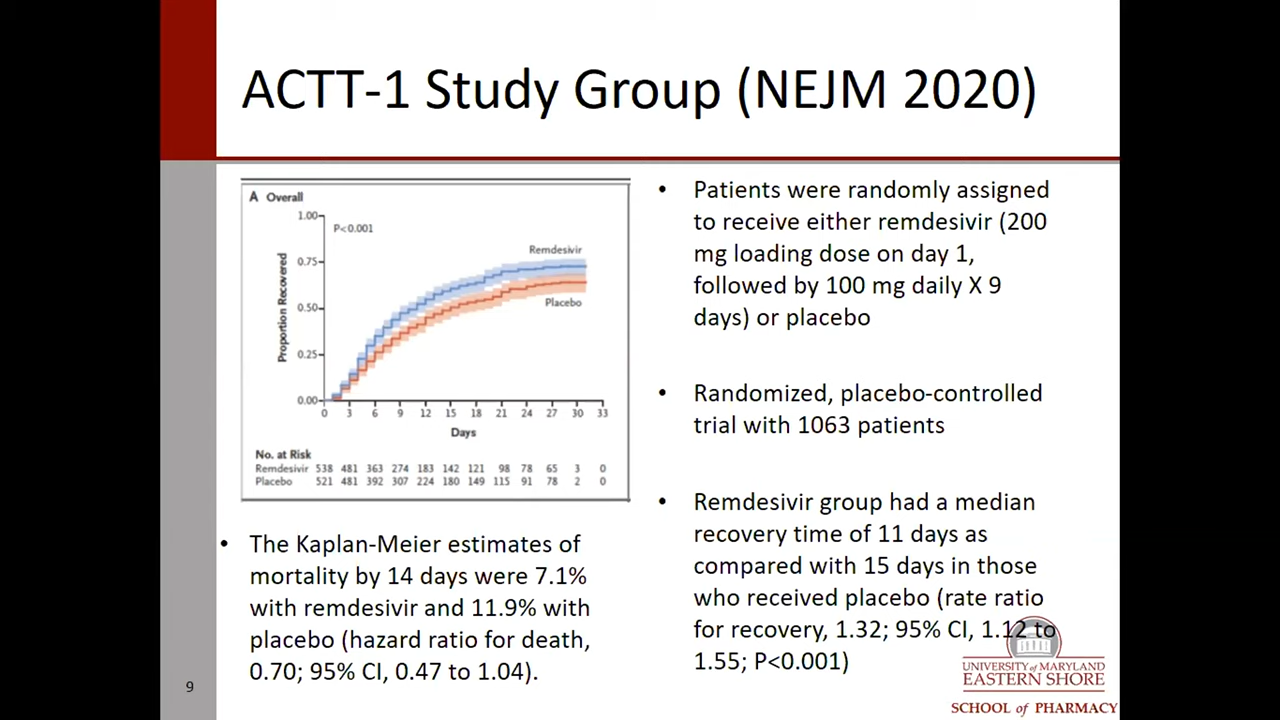 ACTT-1 Study Group (NEJM 2020)
A Overall
P<0.001
Proportion Recovered
1.00
0.75
0.50
0.25
0.00
Remdesivir
Placebo
0 3 6 9 12 15 18 21 24 27 30 33
Days
No. at Risk
Remdesivir 538 481 363 274 183 142 121 98 78 65 3 0
Placebo 521 481 392 307 224 180 149 115 91 78 2 0
• The Kaplan-Meier estimates of
mortality by 14 days were 7.1%
with remdesivir and 11.9% with
placebo (hazard ratio for death,
0.70; 95% CI, 0.47 to 1.04).
• Patients were randomly assigned
to receive either remdesivir (200
mg loading dose on day 1,
followed by 100 mg daily X 9
days) or placebo
• Randomized, placebo-controlled
trial with 1063 patients
• Remdesivir group had a median
recovery time of 11 days as
compared with 15 days in those
who received placebo (rate ratio
for recovery, 1.32; 95% CI, 1.12 to
1.55; P<0.001)
9
UNIVERSITY of MARYLAND
EASTERN SHORE
SCHOOL of PHARMACY